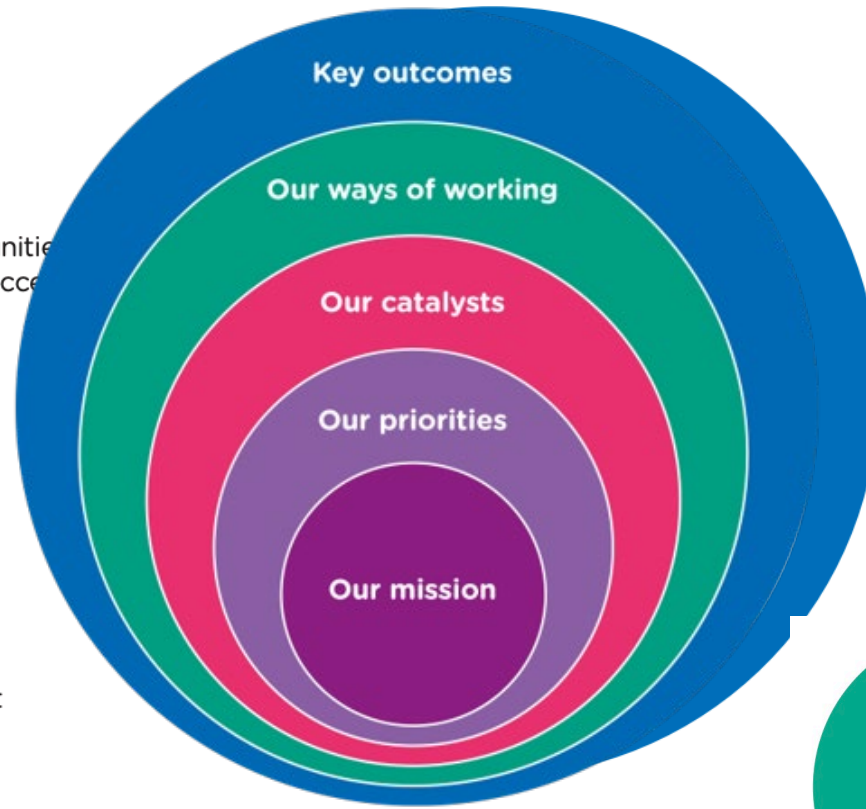 Key outcomes
Our ways of working
Our catalysts
Our priorities
Our mission